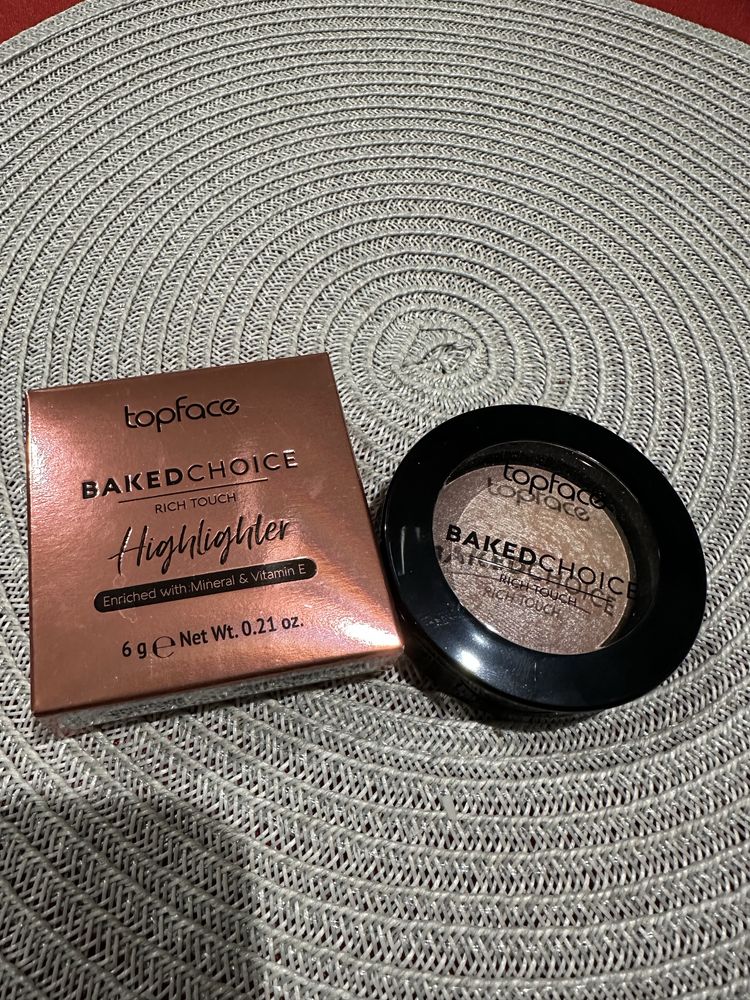 topface
BAKEDCHOICE
RICH TOUCH
Highlighter
Enriched with Mineral & Vitamin E
6 g ℮ Net Wt. 0.21 oz.
topface
BAKEDCHOICE
RICH TOUCH